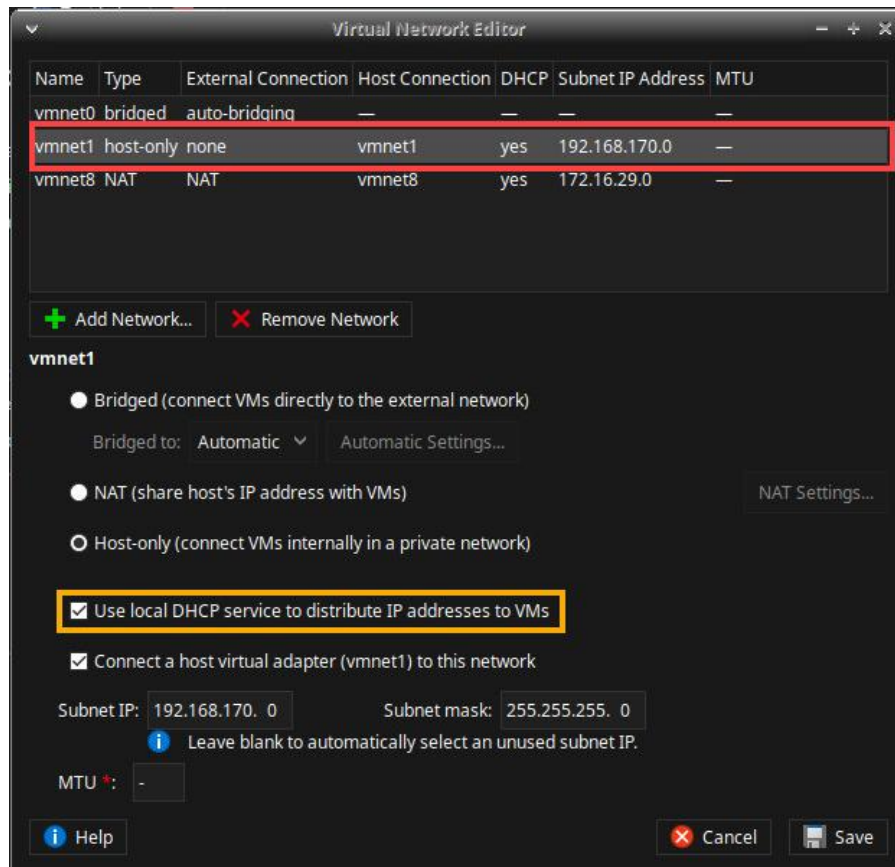 Virtual Network Editor
Name Type External Connection Host Connection DHCP Subnet IP Address MTU
vmnet0 bridged auto-bridging — — — —
vmnet1 host-only none vmnet1 yes 192.168.170.0 —
vmnet8 NAT NAT vmnet8 yes 172.16.29.0 —
Add Network... Remove Network
vmnet1
Bridged (connect VMs directly to the external network)
Bridged to: Automatic Automatic Settings...
NAT (share host's IP address with VMs) NAT Settings...
Host-only (connect VMs internally in a private network)
Use local DHCP service to distribute IP addresses to VMs
Connect a host virtual adapter (vmnet1) to this network
Subnet IP: 192.168.170. 0 Subnet mask: 255.255.255. 0
Leave blank to automatically select an unused subnet IP.
MTU *: -
Help Cancel Save